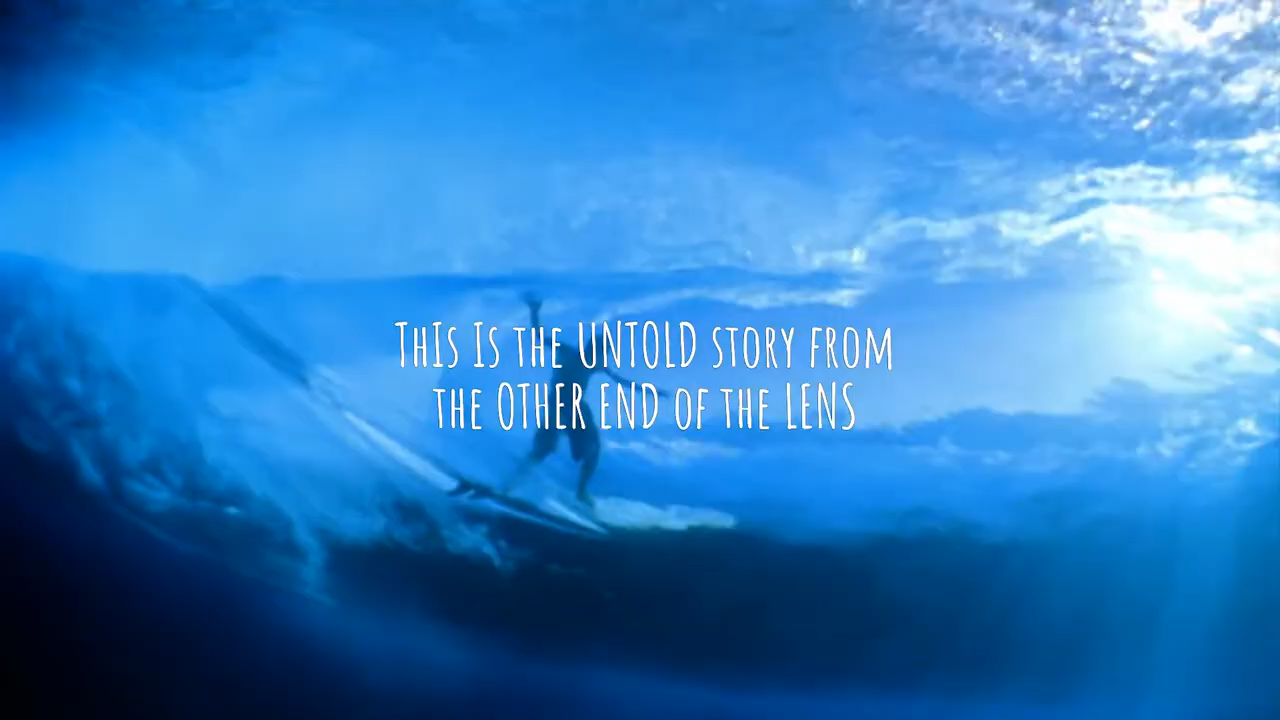 ThIs Is THE UNTOLD STORY FROM
THE OTHER END OF THE LENS